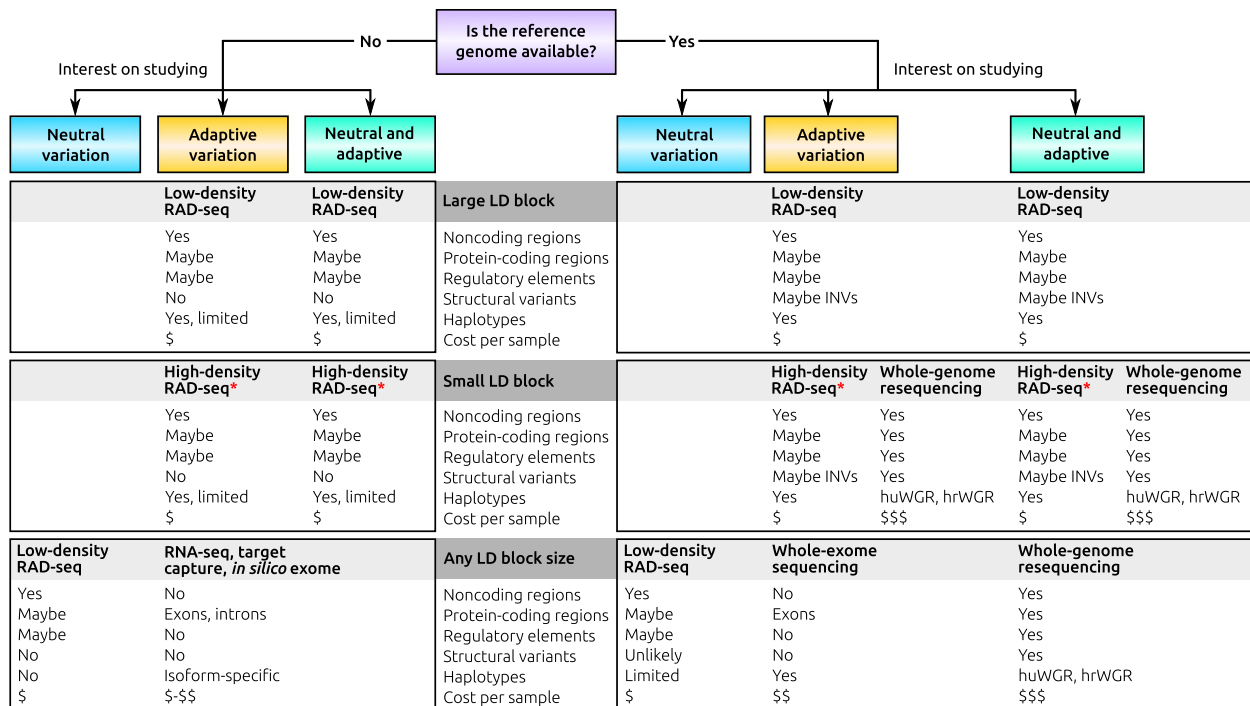 Is the reference
genome available?
No
Yes
Interest on studying
Interest on studying
Neutral
variation
Adaptive
variation
Neutral and
adaptive
Neutral
variation
Adaptive
variation
Neutral and
adaptive
Low-density Low-density Large LD block Low-density Low-density
RAD-seq RAD-seq RAD-seq RAD-seq
Yes Yes Noncoding regions Yes Yes
Maybe Maybe Protein-coding regions Maybe Maybe
Maybe Maybe Regulatory elements Maybe Maybe
No No Structural variants Maybe INVs Maybe INVs
Yes, limited Yes, limited Haplotypes Yes Yes
$ $ Cost per sample $ $
High-density High-density Small LD block High-density Whole-genome High-density Whole-genome
RAD-seq* RAD-seq* RAD-seq* resequencing RAD-seq* resequencing
Yes Yes Noncoding regions Yes Yes Yes Yes
Maybe Maybe Protein-coding regions Maybe Yes Maybe Yes
Maybe Maybe Regulatory elements Maybe Yes Maybe Yes
No No Structural variants Maybe INVs Yes Maybe INVs Yes
Yes, limited Yes, limited Haplotypes Yes huWGR, hrWGR Yes huWGR, hrWGR
$ $ Cost per sample $ $$$ $ $$$
Low-density RNA-seq, target Any LD block size Low-density Whole-exome Whole-genome
RAD-seq capture, in silico exome RAD-seq sequencing resequencing
Yes No Noncoding regions Yes No Yes
Maybe Exons, introns Protein-coding regions Maybe Exons Yes
Maybe No Regulatory elements Maybe No Yes
No No Structural variants Unlikely No Yes
No Isoform-specific Haplotypes Limited Yes huWGR, hrWGR
$ $-$$ Cost per sample $ $$ $$$